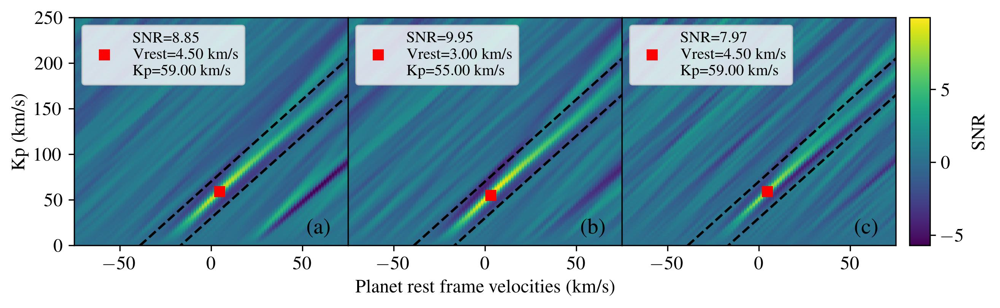 250
200
150
100
50
0
Kp (km/s)
SNR=8.85
Vrest=4.50 km/s
Kp=59.00 km/s
(a)
SNR=9.95
Vrest=3.00 km/s
Kp=55.00 km/s
(b)
SNR=7.97
Vrest=4.50 km/s
Kp=59.00 km/s
(c)
5
0
−5
SNR
−50 0 50 −50 0 50 −50 0 50
Planet rest frame velocities (km/s)